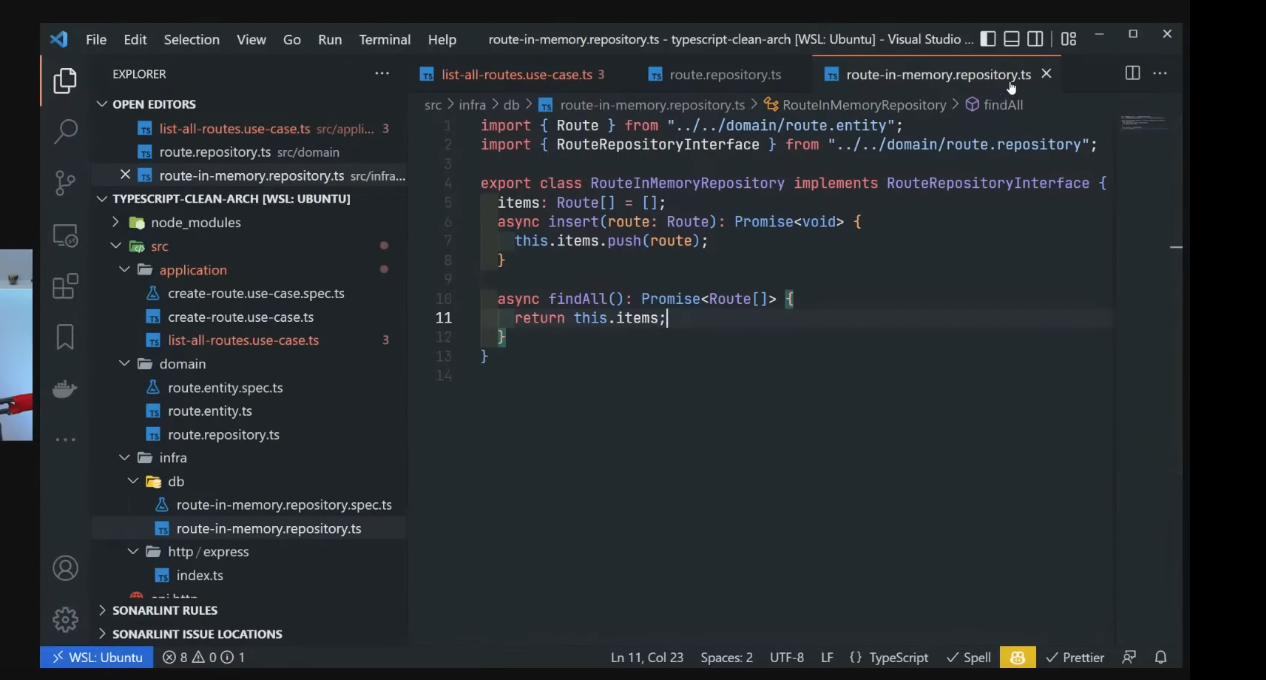 File Edit Selection View Go Run Terminal Help route-in-memory.repository.ts - typescript-clean-arch [WSL: Ubuntu] - Visual Studio ...
EXPLORER
OPEN EDITORS
list-all-routes.use-case.ts src/appli... 3
route.repository.ts src/domain
route-in-memory.repository.ts src/infra...
TYPESCRIPT-CLEAN-ARCH [WSL: UBUNTU]
node_modules
src
application
create-route.use-case.spec.ts
create-route.use-case.ts
list-all-routes.use-case.ts 3
domain
route.entity.spec.ts
route.entity.ts
route.repository.ts
infra
db
route-in-memory.repository.spec.ts
route-in-memory.repository.ts
http / express
index.ts
SONARLINT RULES
SONARLINT ISSUE LOCATIONS
list-all-routes.use-case.ts 3 route.repository.ts route-in-memory.repository.ts
src > infra > db > route-in-memory.repository.ts > RouteInMemoryRepository > findAll
1 import { Route } from "../../domain/route.entity";
2 import { RouteRepositoryInterface } from "../../domain/route.repository";
3
4 export class RouteInMemoryRepository implements RouteRepositoryInterface {
5 items: Route[] = [];
6 async insert(route: Route): Promise<void> {
7 this.items.push(route);
8 }
9
10 async findAll(): Promise<Route[]> {
11 return this.items;
12 }
13 }
14
WSL: Ubuntu 8 0 1 Ln 11, Col 23 Spaces: 2 UTF-8 LF {} TypeScript Spell Prettier